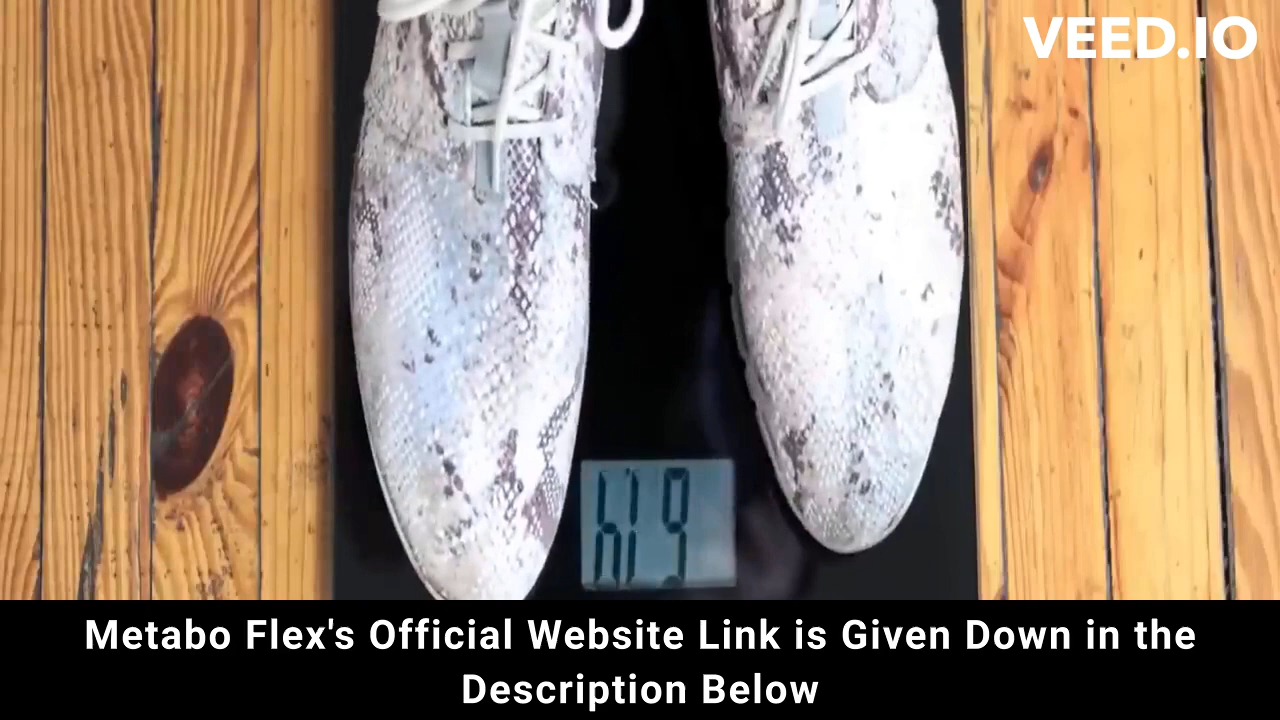 VEED.IO
Metabo Flex's Official Website Link is Given Down in the
Description Below